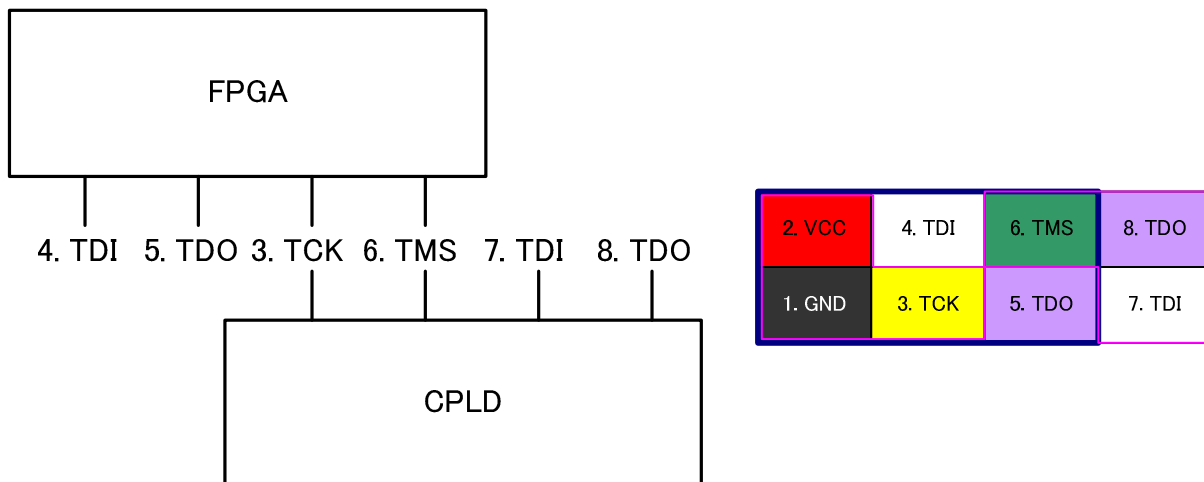 FPGA
4. TDI 5. TDO 3. TCK 6. TMS 7. TDI 8. TDO
CPLD
2. VCC 4. TDI 6. TMS 8. TDO
1. GND 3. TCK 5. TDO 7. TDI